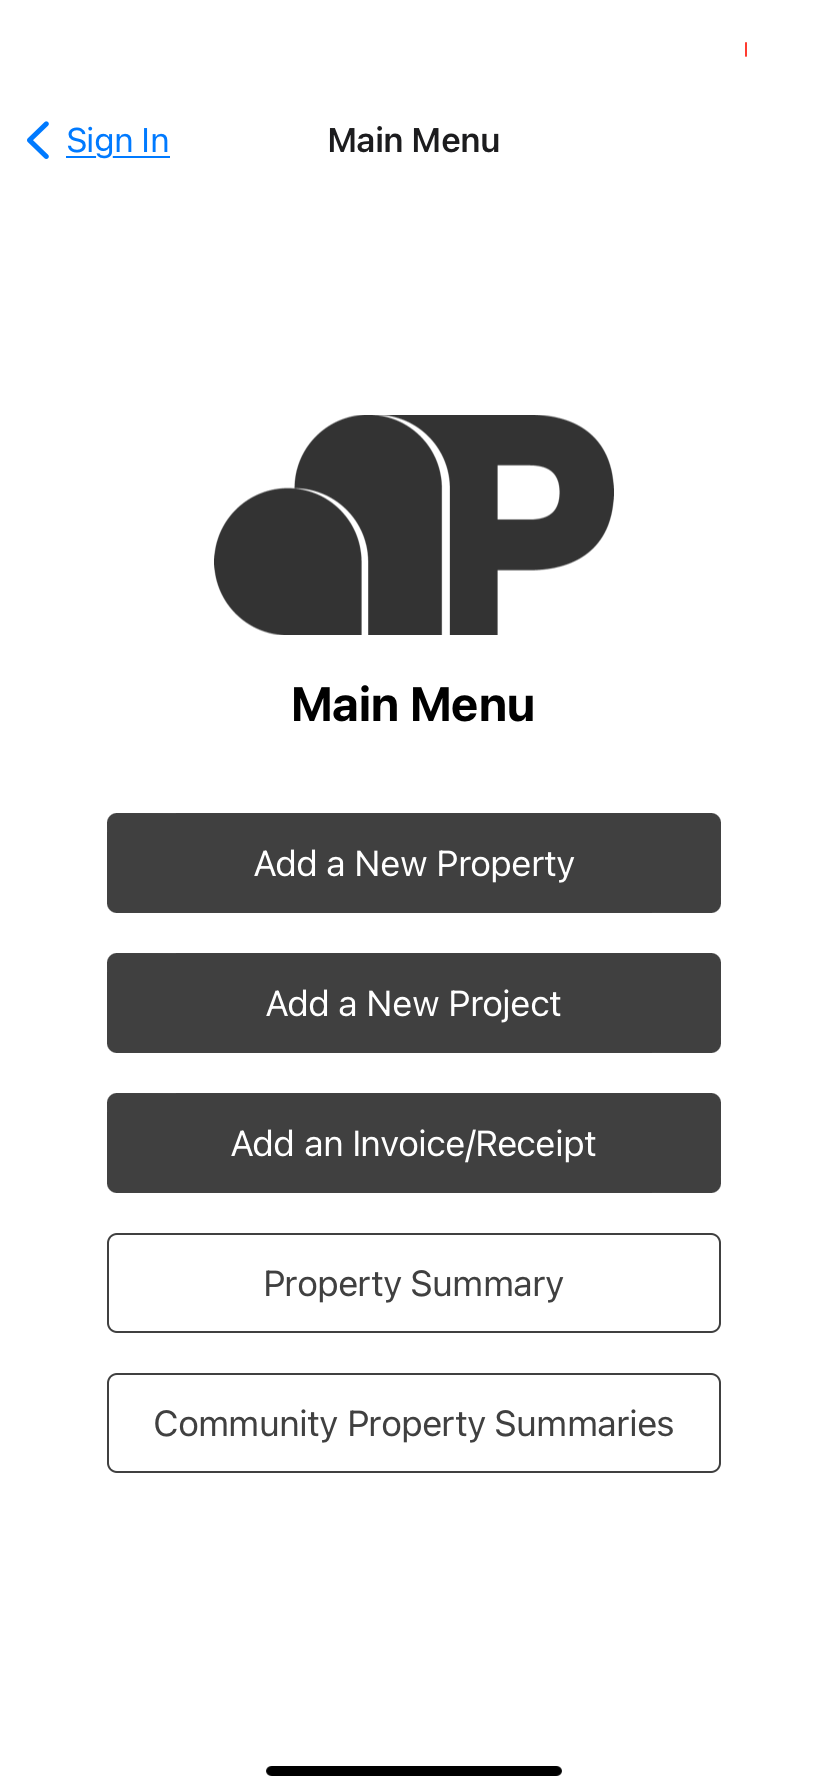 Sign In
Main Menu
P
Main Menu
Add a New Property
Add a New Project
Add an Invoice/Receipt
Property Summary
Community Property Summaries